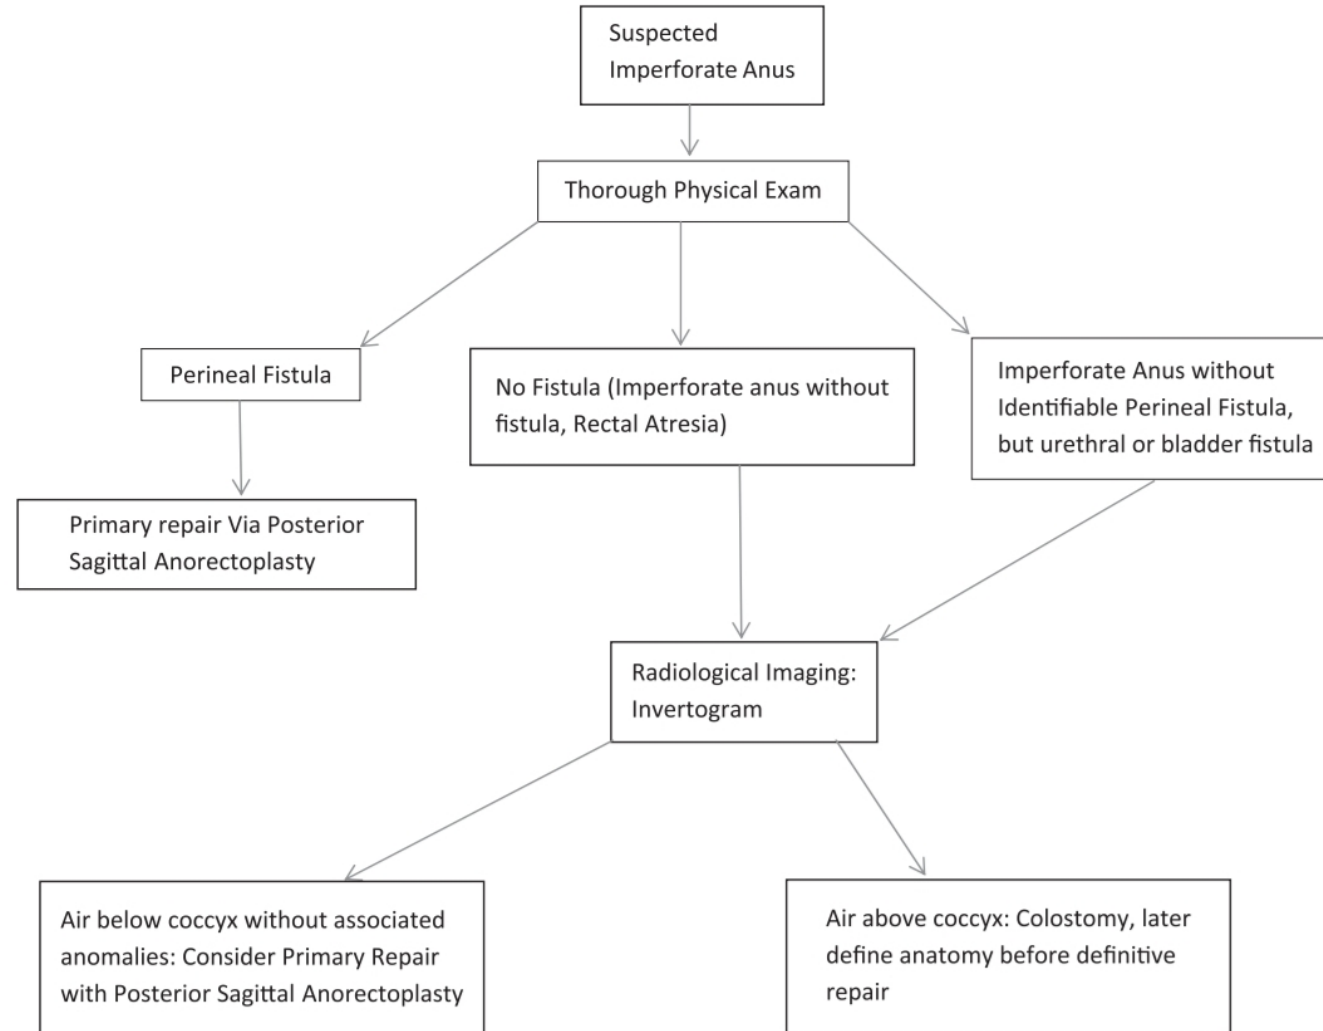 Suspected
Imperforate Anus
Thorough Physical Exam
Perineal Fistula
No Fistula (Imperforate anus without
fistula, Rectal Atresia)
Imperforate Anus without
Identifiable Perineal Fistula,
but urethral or bladder fistula
Primary repair Via Posterior
Sagittal Anorectoplasty
Radiological Imaging:
Invertogram
Air below coccyx without associated
anomalies: Consider Primary Repair
with Posterior Sagittal Anorectoplasty
Air above coccyx: Colostomy, later
define anatomy before definitive
repair